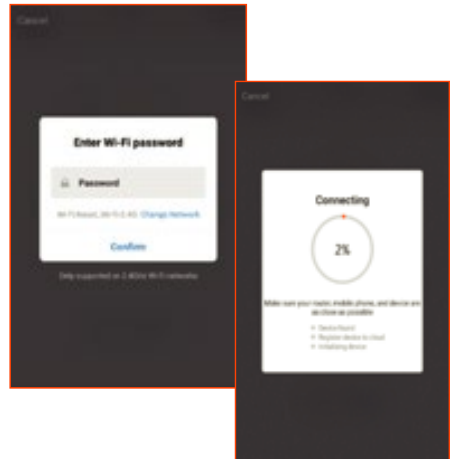 Cancel
Enter Wi-Fi password
Password
Change Network
Confirm
Only supported on 2.4GHz Wi-Fi networks
Cancel
Connecting
2%
Make sure your router, mobile phone, and device are
as close as possible
Device found
Register device to cloud
Initializing device